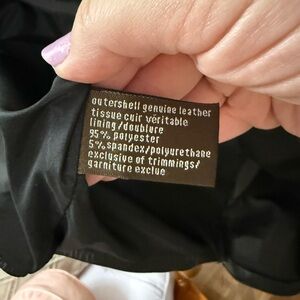 outershell genuine leather
tissue cuir véritable
lining/doublure
95% polyester
5% spandex/polyurethane
exclusive of trimmings/
garniture exclue